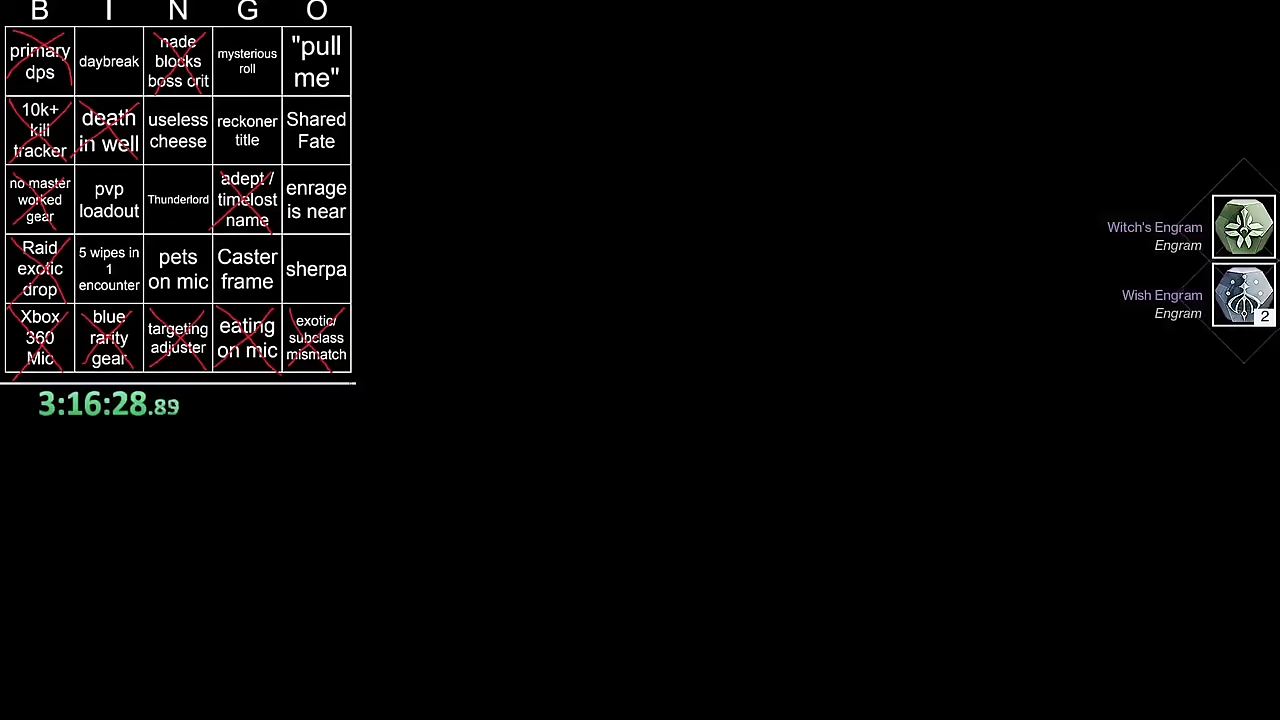 B I N G O
primary
dps
daybreak
nade
blocks
boss crit
mysterious
roll
"pull
me"
10k+
kill
tracker
death
in well
useless
cheese
reckoner
title
Shared
Fate
no master
worked
gear
pvp
loadout
Thunderlord
adept /
timelost
name
enrage
is near
Raid
exotic
drop
5 wipes in
1
encounter
pets
on mic
Caster
frame
sherpa
Xbox
360
Mic
blue
rarity
gear
targeting
adjuster
eating
on mic
exotic/
subclass
mismatch
3:16:28.89
Witch's Engram
Engram
Wish Engram
Engram
2